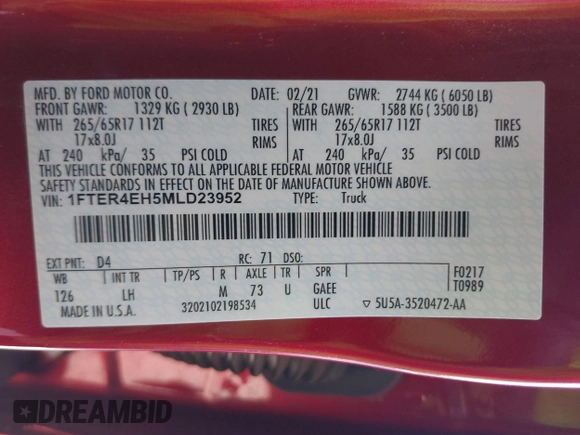 MFD. BY FORD MOTOR CO. DATE: 02/21 GVWR: 2744 KG (6050 LB)
FRONT GAWR: 1329 KG (2930 LB) REAR GAWR: 1588 KG (3500 LB)
WITH 265/65R17 112T TIRES WITH 265/65R17 112T TIRES
17x8.0J RIMS 17x8.0J RIMS
AT 240 kPa/ 35 PSI COLD AT 240 kPa/ 35 PSI COLD
THIS VEHICLE CONFORMS TO ALL APPLICABLE FEDERAL MOTOR VEHICLE
SAFETY STANDARDS IN EFFECT ON THE DATE OF MANUFACTURE SHOWN ABOVE.
VIN: 1FTER4EH5MLD23952 TYPE: Truck
EXT PNT: D4 RC: 71 DSO:
WB INT TR TP/PS R AXLE TR SPR F0217
126 LH M 73 U GAEE T0989
MADE IN U.S.A. 3202102198534 ULC ▽ 5U5A-3520472-AA
DREAMBID